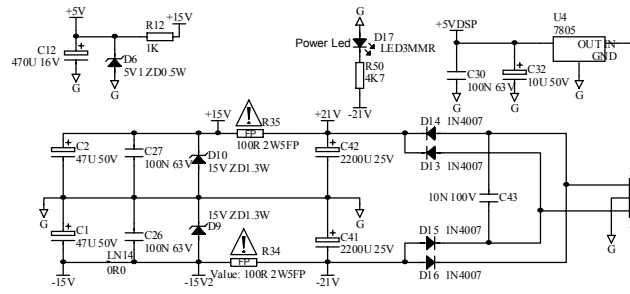 +5V
R12
+15V
1K
C12
470U 16V
D6
5V1 ZD0.5W
G
G
G
Power Led
D17
LED3MMR
R50
4K7
-21V
+5VDSP
U4
7805
OUT IN
GND
C30
100N 63V
C32
10U 50V
G
G
G
+15V
R35
FP
100R 2W5FP
+21V
D14 1N4007
D13 1N4007
C2
47U 50V
C27
100N 63V
D10
15V ZD1.3W
C42
2200U 25V
10N 100V
C43
G
G
G
C1
47U 50V
C26
100N 63V
15V ZD1.3W
D9
R34
FP
C41
2200U 25V
D15 1N4007
D16 1N4007
LN14
0R0
Value: 100R 2W5FP
-15V
-15V2
-21V